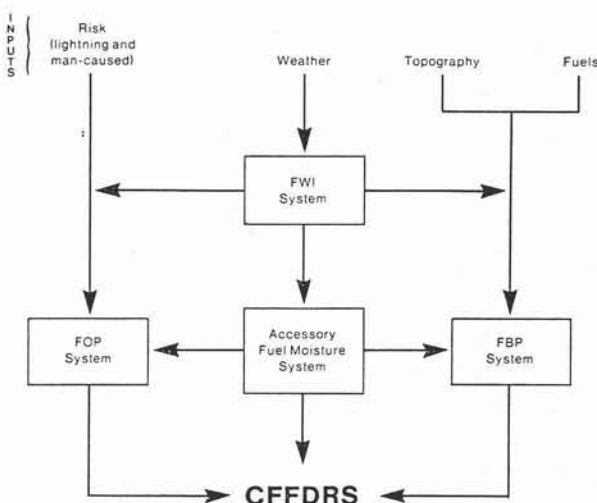 INPUTS
Risk
(lightning and
man-caused)
Weather
Topography
Fuels
FWI
System
FOP
System
Accessory
Fuel Moisture
System
FBP
System
CFFDRS